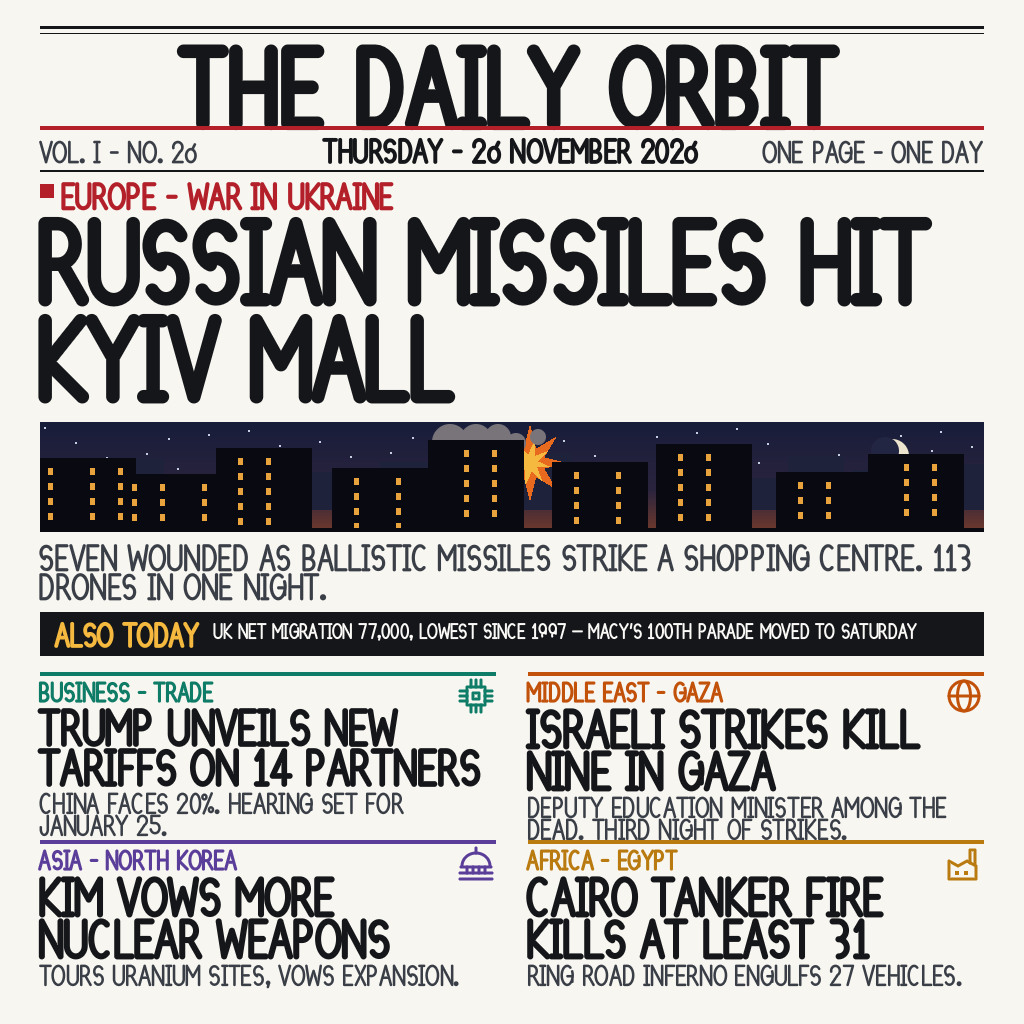 THE DAILY ORBIT
VOL. I - NO. 26
THURSDAY - 26 NOVEMBER 2026
ONE PAGE - ONE DAY
EUROPE - WAR IN UKRAINE
RUSSIAN MISSILES HIT
KYIV MALL
SEVEN WOUNDED AS BALLISTIC MISSILES STRIKE A SHOPPING CENTRE. 113
DRONES IN ONE NIGHT.
ALSO TODAY
UK NET MIGRATION 77,000, LOWEST SINCE 1997 — MACY'S 100TH PARADE MOVED TO SATURDAY
BUSINESS - TRADE
TRUMP UNVEILS NEW
TARIFFS ON 14 PARTNERS
CHINA FACES 20%. HEARING SET FOR
JANUARY 25.
MIDDLE EAST - GAZA
ISRAELI STRIKES KILL
NINE IN GAZA
DEPUTY EDUCATION MINISTER AMONG THE
DEAD. THIRD NIGHT OF STRIKES.
ASIA - NORTH KOREA
KIM VOWS MORE
NUCLEAR WEAPONS
TOURS URANIUM SITES, VOWS EXPANSION.
AFRICA - EGYPT
CAIRO TANKER FIRE
KILLS AT LEAST 31
RING ROAD INFERNO ENGULFS 27 VEHICLES.